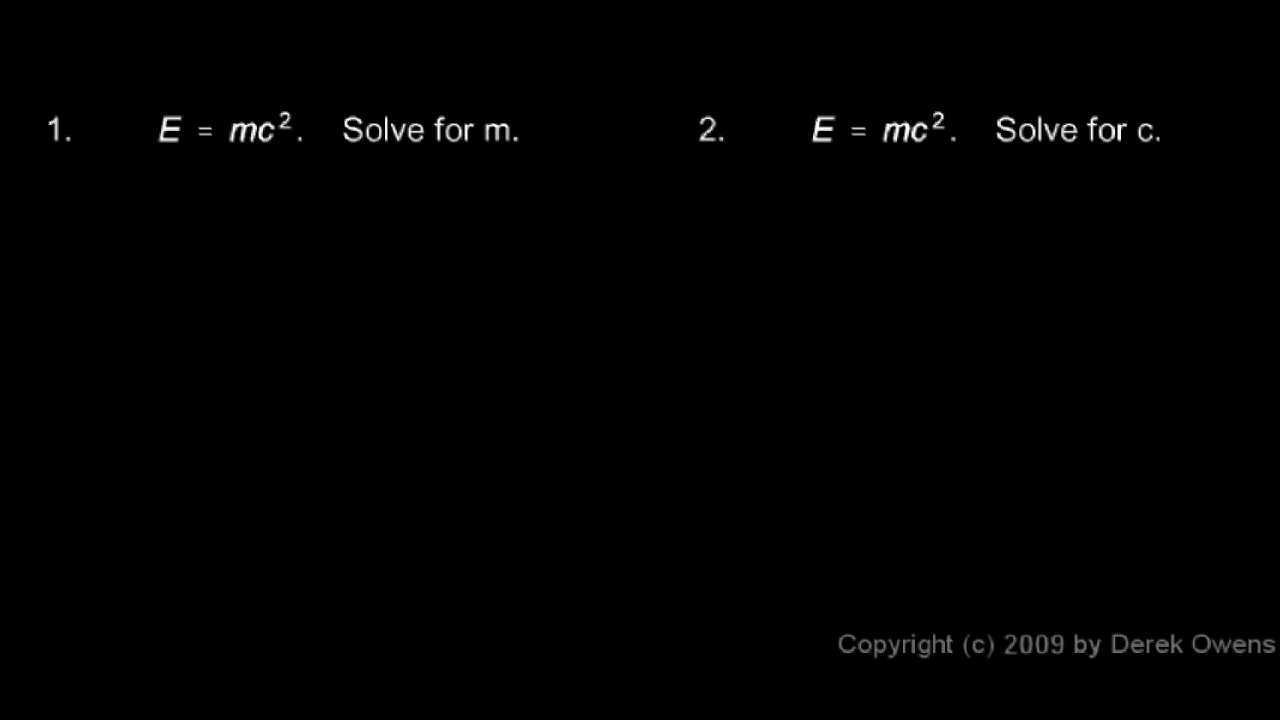 1. E = mc². Solve for m.
2. E = mc². Solve for c.
Copyright (c) 2009 by Derek Owens